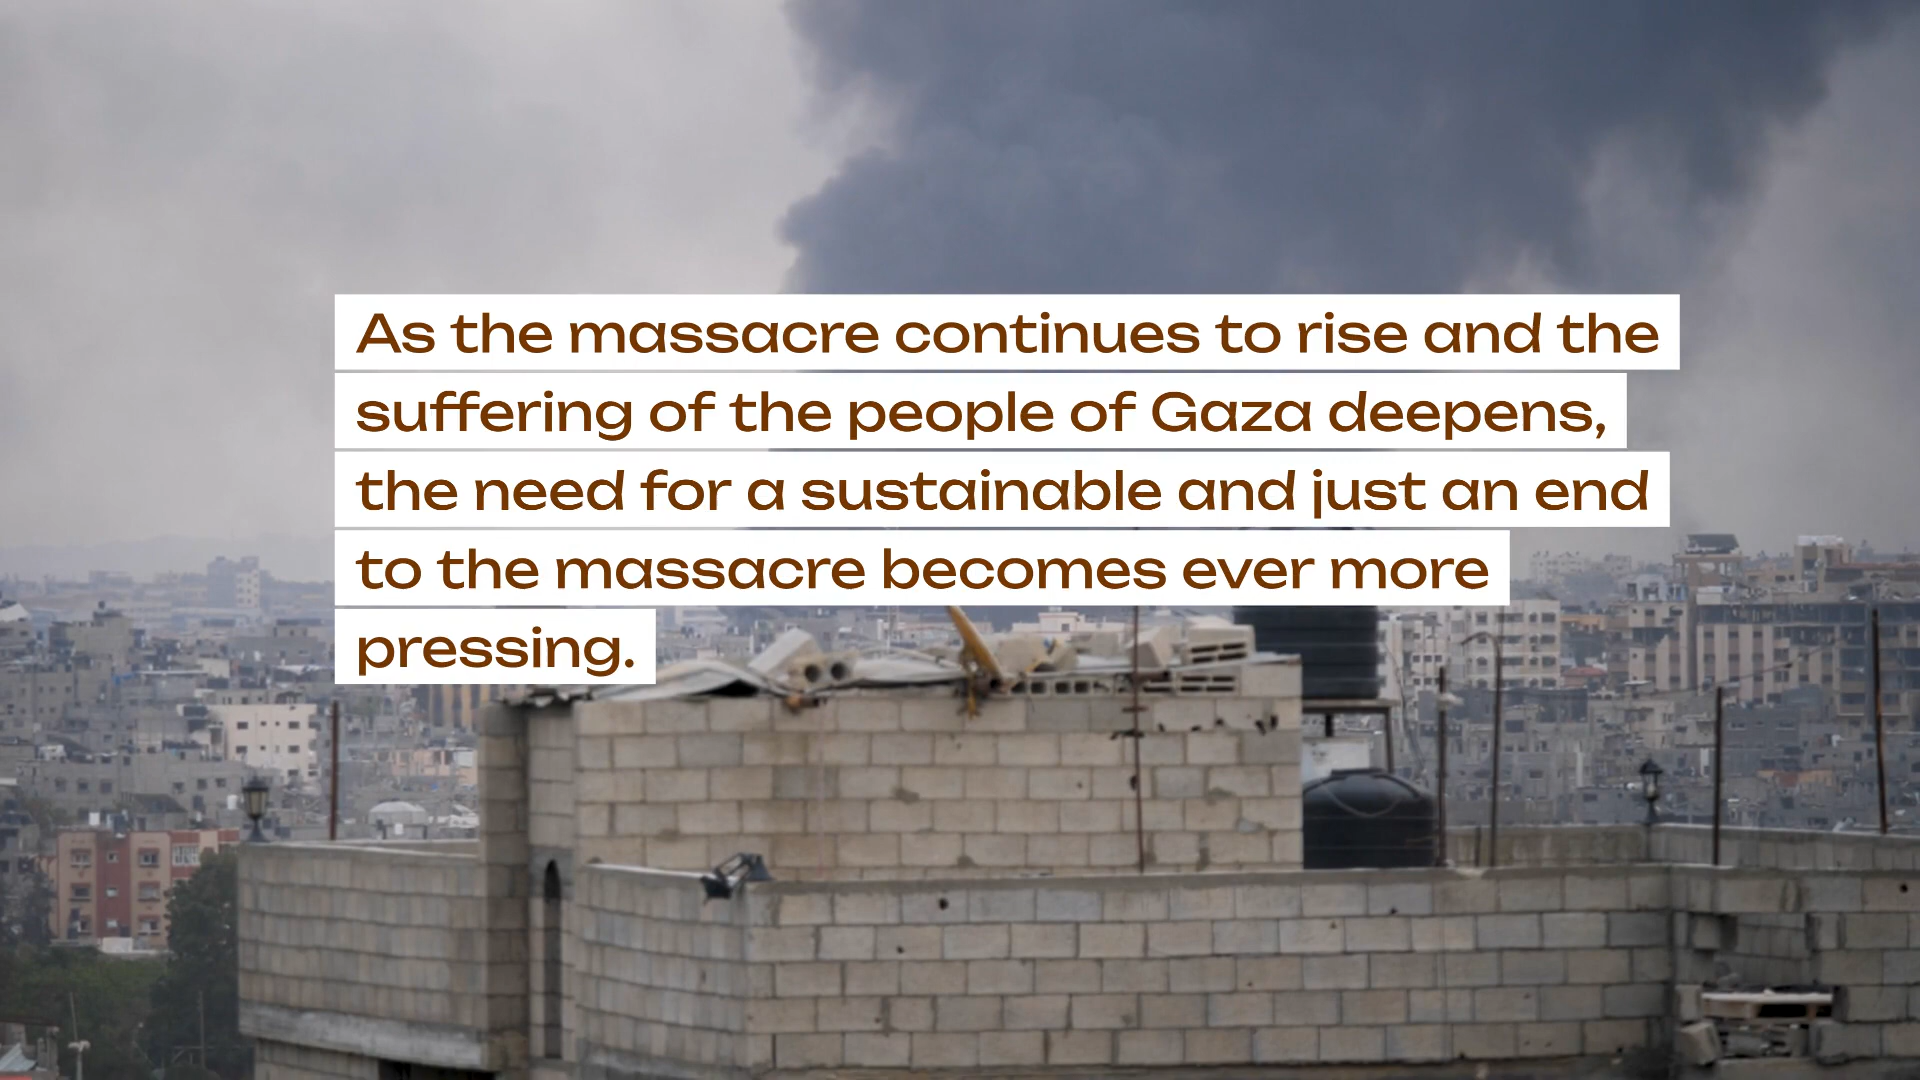 As the massacre continues to rise and the
suffering of the people of Gaza deepens,
the need for a sustainable and just an end
to the massacre becomes ever more
pressing.